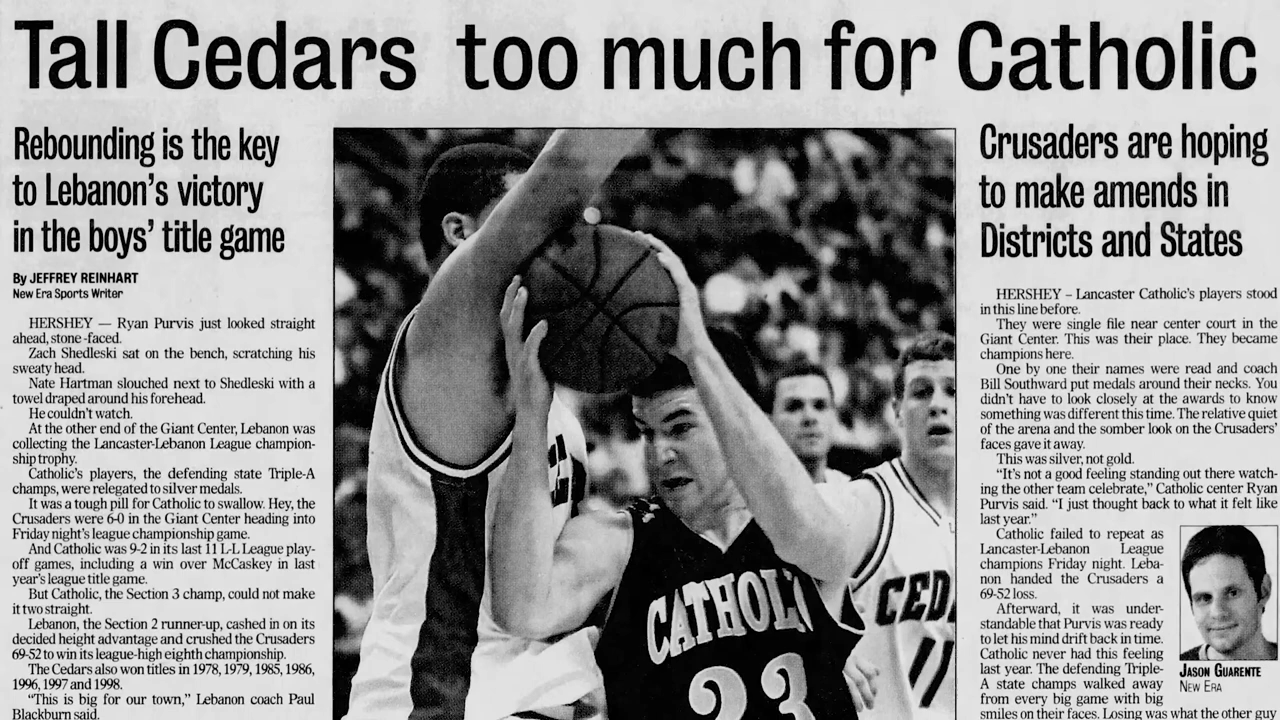 Tall Cedars too much for Catholic
Rebounding is the key
to Lebanon's victory
in the boys' title game
By JEFFREY REINHART
New Era Sports Writer
HERSHEY — Ryan Purvis just looked straight
ahead, stone-faced.
Zach Shedleski sat on the bench, scratching his
sweaty head.
Nate Hartman slouched next to Shedleski with a
towel draped around his forehead.
He couldn't watch.
At the other end of the Giant Center, Lebanon was
collecting the Lancaster-Lebanon League champion-
ship trophy.
Catholic's players, the defending state Triple-A
champs, were relegated to silver medals.
It was a tough pill for Catholic to swallow. Hey, the
Crusaders were 6-0 in the Giant Center heading into
Friday night's league championship game.
And Catholic was 9-2 in its last 11 L-L League play-
off games, including a win over McCaskey in last
year's league title game.
But Catholic, the Section 3 champ, could not make
it two straight.
Lebanon, the Section 2 runner-up, cashed in on its
decided height advantage and crushed the Crusaders
69-52 to win its league-high eighth championship.
The Cedars also won titles in 1978, 1979, 1985, 1986,
1996, 1997 and 1998.
"This is big for our town," Lebanon coach Paul
Blackburn said.
CATHOLI
23
CED
11
Crusaders are hoping
to make amends in
Districts and States
HERSHEY – Lancaster Catholic's players stood
in this line before.
They were single file near center court in the
Giant Center. This was their place. They became
champions here.
One by one their names were read and coach
Bill Southward put medals around their necks. You
didn't have to look closely at the awards to know
something was different this time. The relative quiet
of the arena and the somber look on the Crusaders'
faces gave it away.
This was silver, not gold.
"It's not a good feeling standing out there watch-
ing the other team celebrate," Catholic center Ryan
Purvis said. "I just thought back to what it felt like
last year."
Catholic failed to repeat as
Lancaster-Lebanon League
champions Friday night. Leba-
non handed the Crusaders a
69-52 loss.
Afterward, it was under-
standable that Purvis was ready
to let his mind drift back in time.
Catholic never had this feeling
last year. The defending Triple-
A state champs walked away
from every big game with big
smiles on their faces. Losing was what the other guy
JASON GUARENTE
NEW ERA